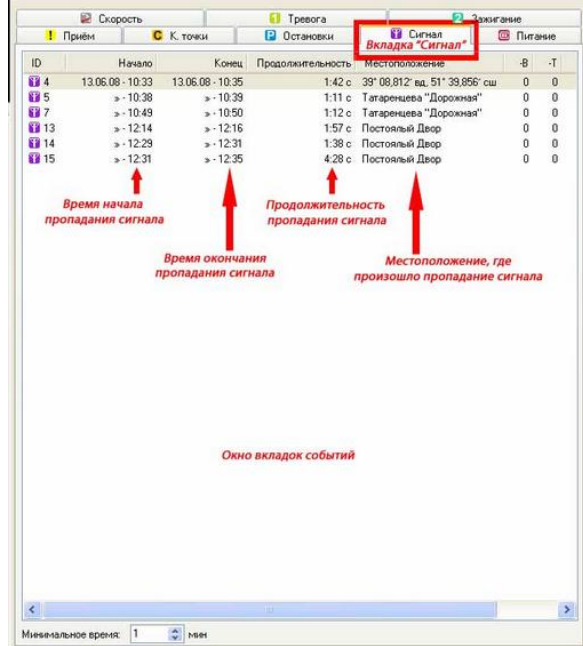 Скорость Тревога Зажигание
Приём К. точки Остановки Сигнал Питание
Вкладка "Сигнал"
ID Начало Конец Продолжительность Местоположение -В -Т
4 13.06.08 - 10:33 13.06.08 - 10:35 1:42 с 39° 08,812' вд, 51° 39,856' сш 0 0
5 » - 10:38 » - 10:39 1:11 с Татаренцева "Дорожная" 0 0
7 » - 10:49 » - 10:50 1:12 с Татаренцева "Дорожная" 0 0
13 » - 12:14 » - 12:16 1:57 с Постоялый Двор 0 0
14 » - 12:29 » - 12:31 1:38 с Постоялый Двор 0 0
15 » - 12:31 » - 12:35 4:28 с Постоялый Двор 0 0
Время начала
пропадания сигнала
Продолжительность
пропадания сигнала
Время окончания
пропадания сигнала
Местоположение, где
произошло пропадание сигнала
Окно вкладок событий
Минимальное время: 1 мин